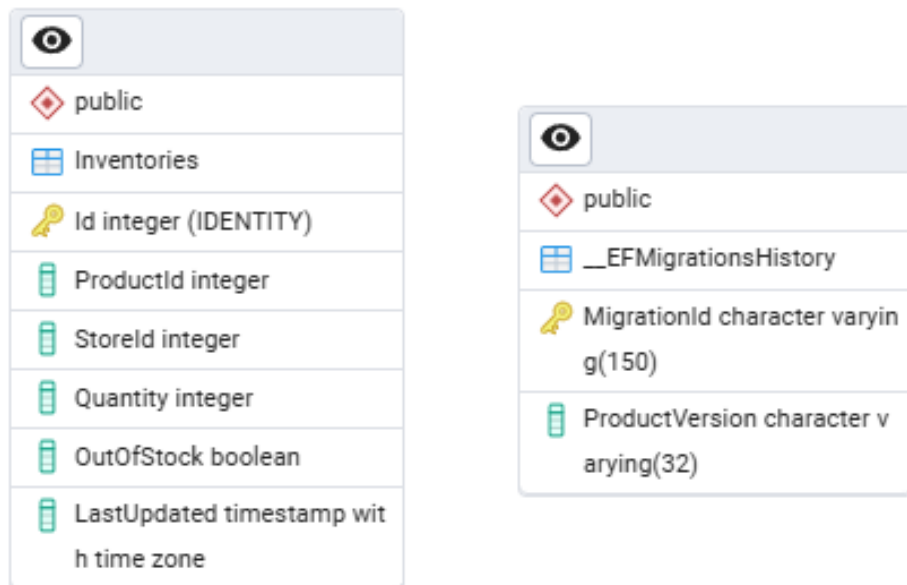 public
Inventories
Id integer (IDENTITY)
ProductId integer
StoreId integer
Quantity integer
OutOfStock boolean
LastUpdated timestamp wit
h time zone
public
__EFMigrationsHistory
MigrationId character varyin
g(150)
ProductVersion character v
arying(32)